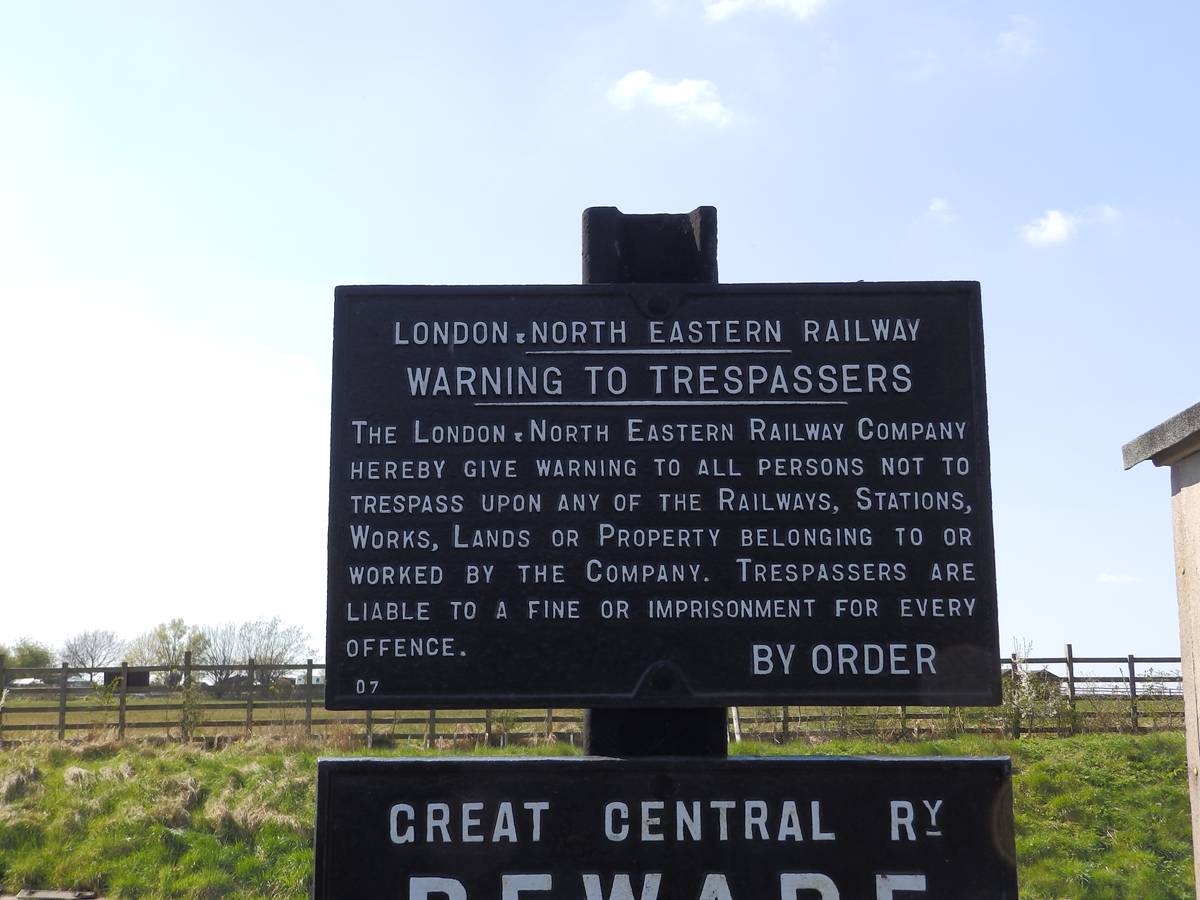 LONDON & NORTH EASTERN RAILWAY
WARNING TO TRESPASSERS
THE LONDON & NORTH EASTERN RAILWAY COMPANY
HEREBY GIVE WARNING TO ALL PERSONS NOT TO
TRESPASS UPON ANY OF THE RAILWAYS, STATIONS,
WORKS, LANDS OR PROPERTY BELONGING TO OR
WORKED BY THE COMPANY. TRESPASSERS ARE
LIABLE TO A FINE OR IMPRISONMENT FOR EVERY
OFFENCE.
BY ORDER
07
GREAT CENTRAL RY
BEWARE